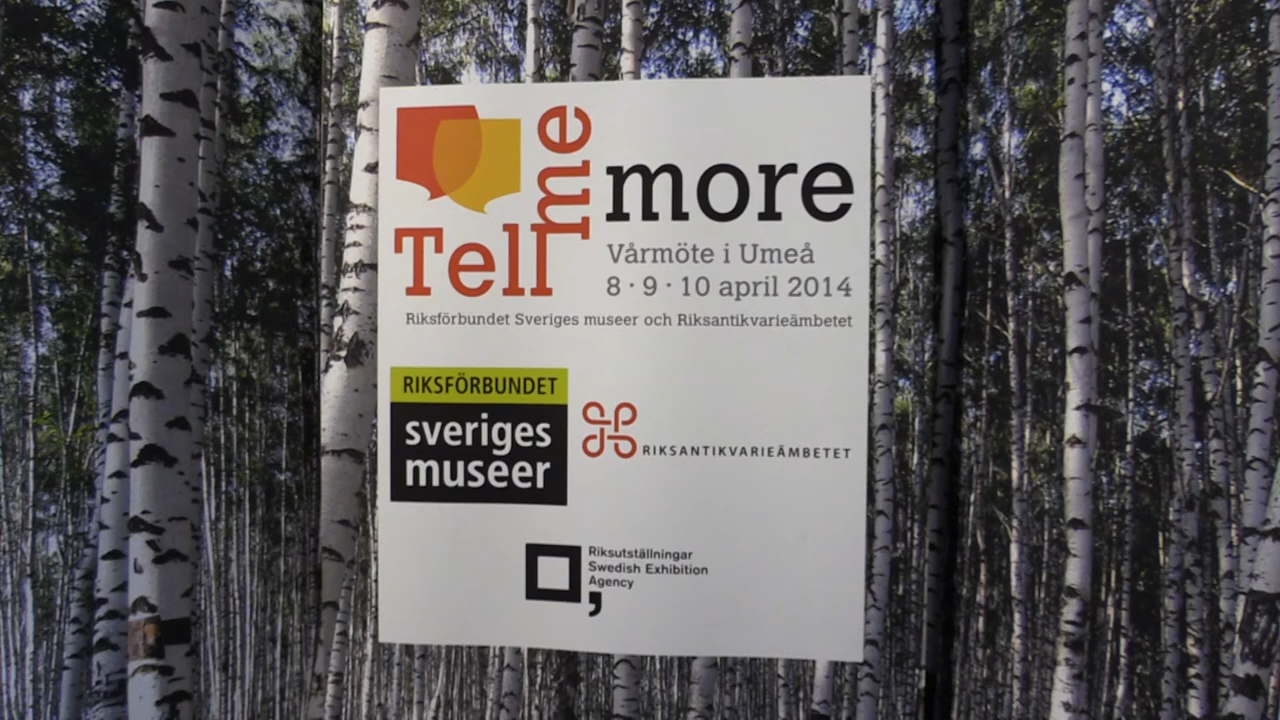 Tell me more
Vårmöte i Umeå
8 · 9 · 10 april 2014
Riksförbundet Sveriges museer och Riksantikvarieämbetet
RIKSFÖRBUNDET
sveriges
museer
RIKSANTIKVARIEÄMBETET
Riksutställningar
Swedish Exhibition
Agency